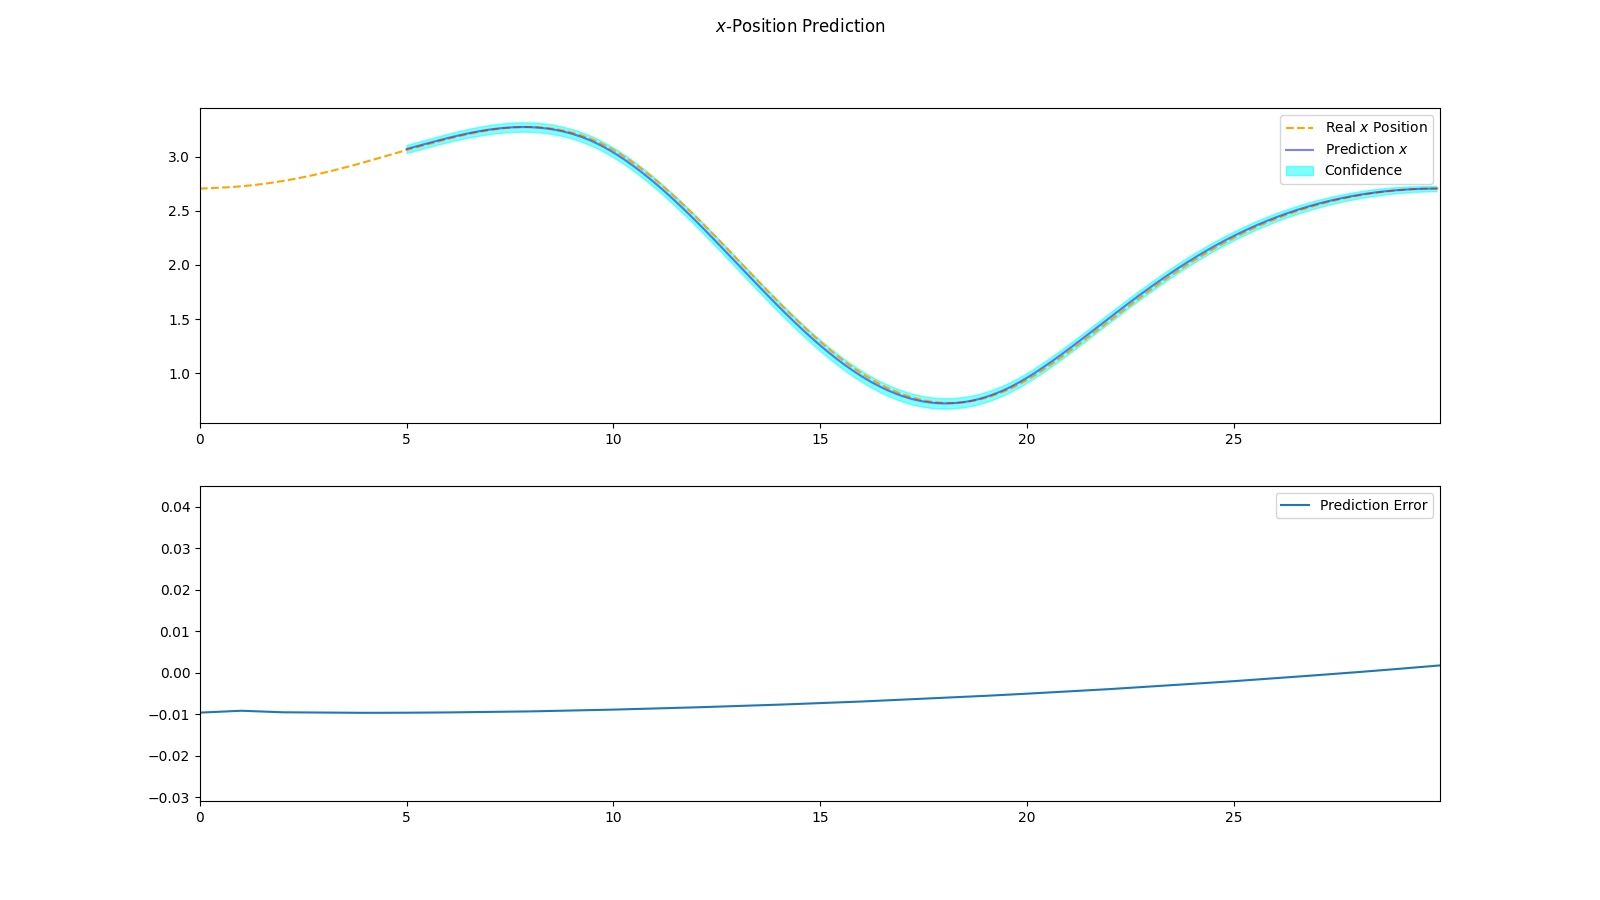 x-Position Prediction
3.0
2.5
2.0
1.5
1.0
Real x Position
Prediction x
Confidence
0 5 10 15 20 25
0.04
0.03
0.02
0.01
0.00
−0.01
−0.02
−0.03
Prediction Error
0 5 10 15 20 25